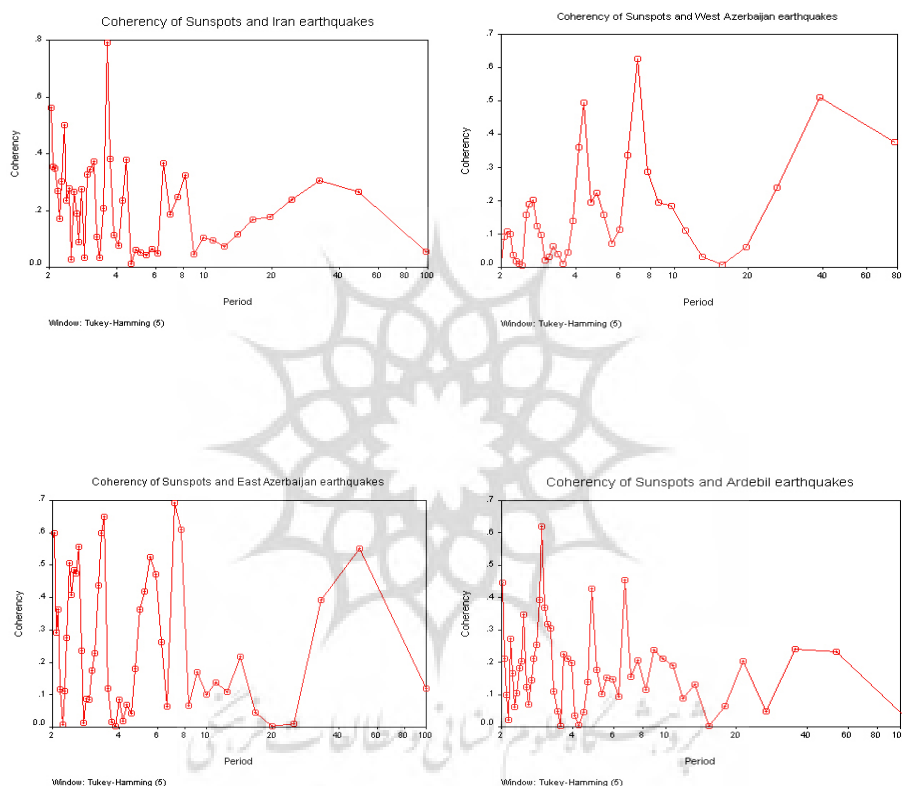 Coherency of Sunspots and Iran earthquakes
.8
.6
.4
.2
0.0
Coherency
2 4 6 8 10 20 40 60 80 100
Period
Window: Tukey-Hamming (5)
Coherency of Sunspots and West Azerbaijan earthquakes
.7
.6
.5
.4
.3
.2
.1
0.0
Coherency
2 4 6 8 10 20 40 60 80
Period
Window: Tukey-Hamming (5)
Coherency of Sunspots and East Azerbaijan earthquakes
.7
.6
.5
.4
.3
.2
.1
0.0
Coherency
2 4 6 8 10 20 40 60 80 100
Period
Window: Tukey-Hamming (5)
Coherency of Sunspots and Ardebil earthquakes
.7
.6
.5
.4
.3
.2
.1
0.0
Coherency
2 4 6 8 10 20 40 60 80 10
Period
Window: Tukey-Hamming (5)
پژوهشگاه علوم انسانی و مطالعات فرهنگی